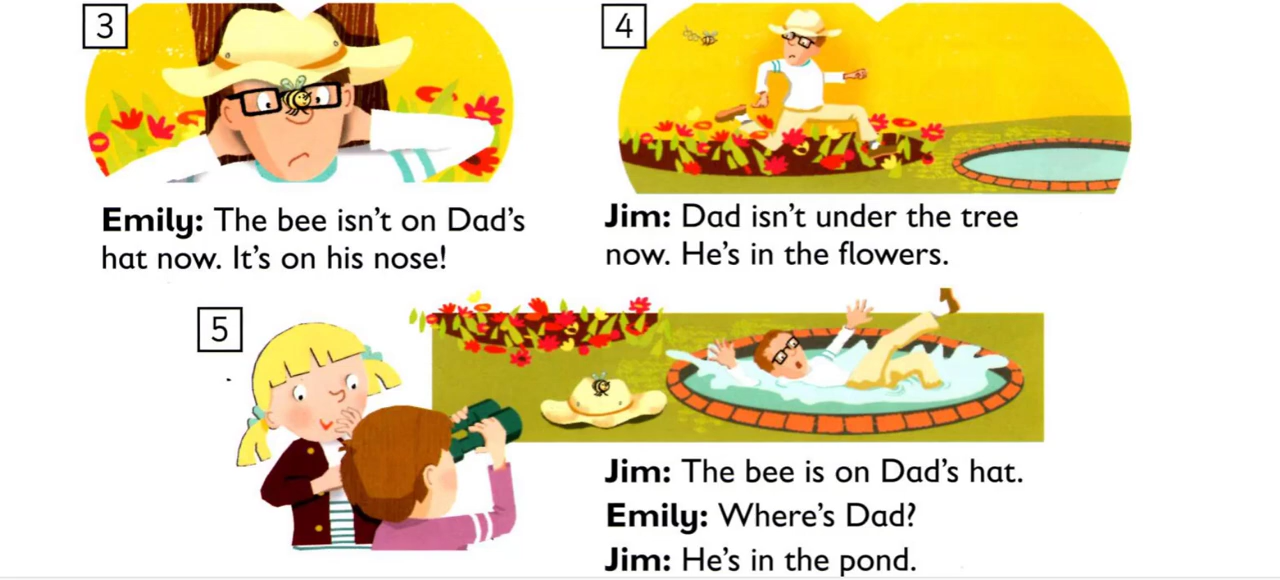 3
Emily: The bee isn't on Dad's
hat now. It's on his nose!
4
Jim: Dad isn't under the tree
now. He's in the flowers.
5
Jim: The bee is on Dad's hat.
Emily: Where's Dad?
Jim: He's in the pond.